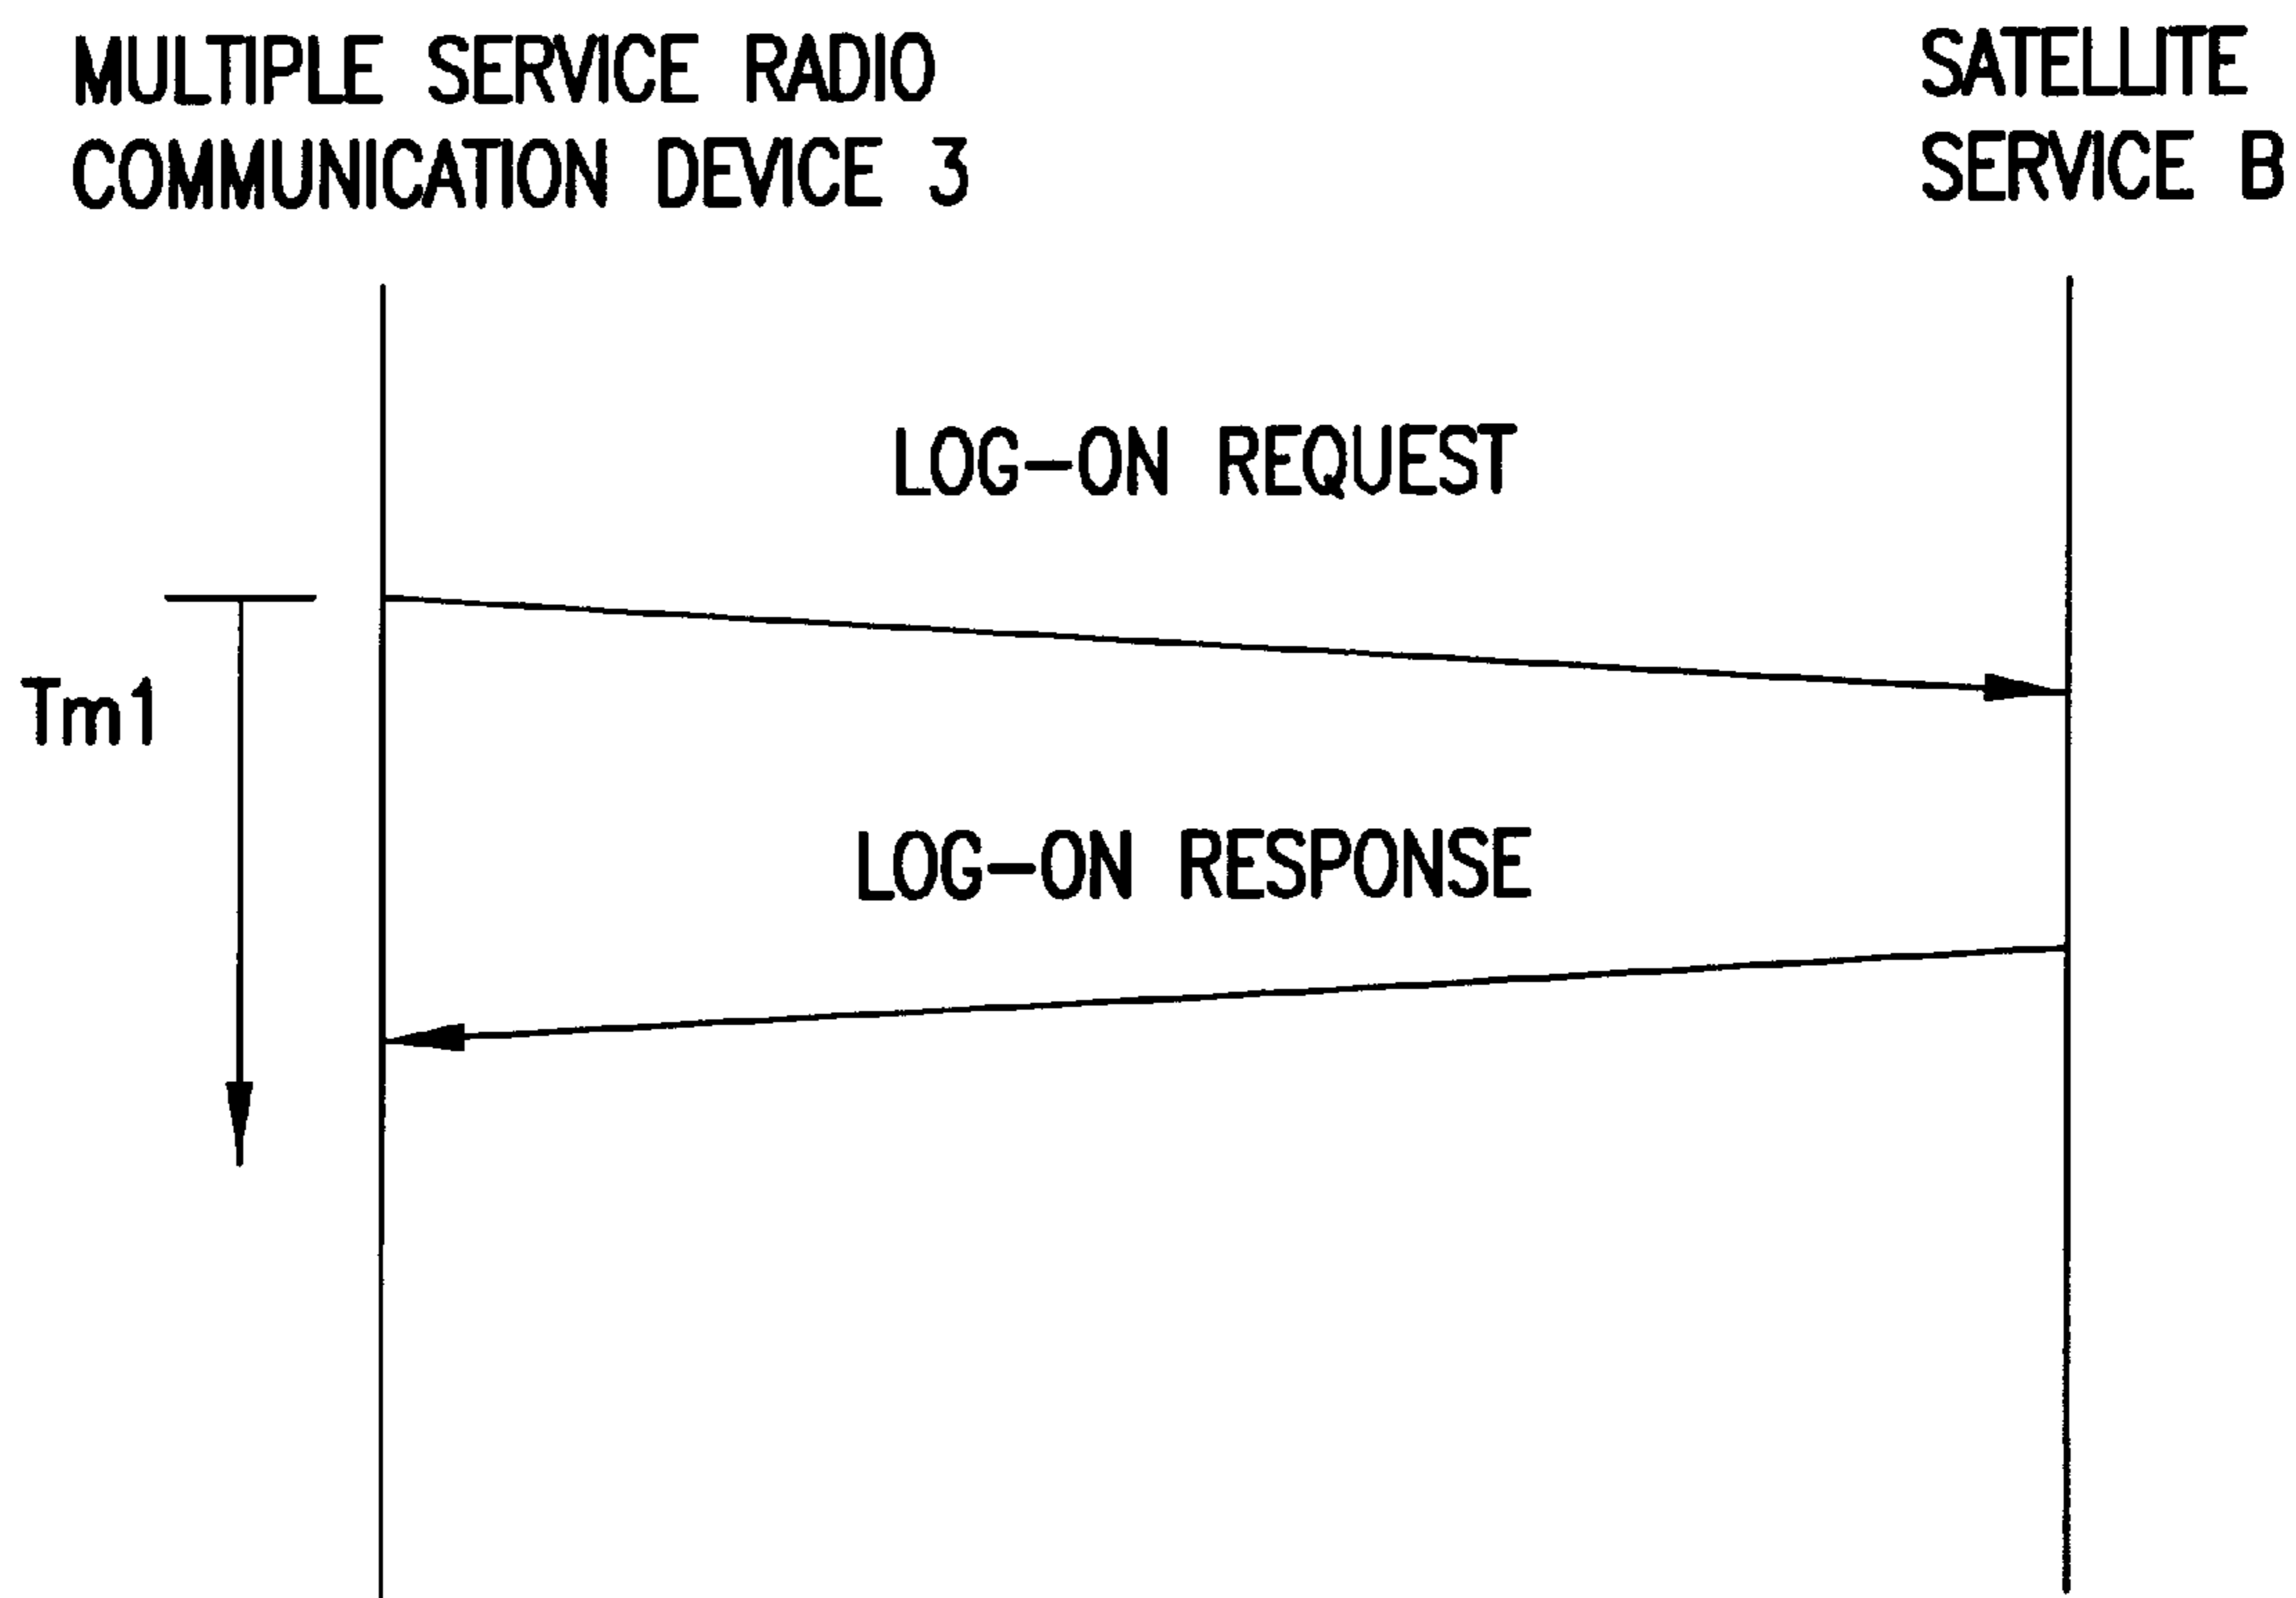 MULTIPLE SERVICE RADIO
COMMUNICATION DEVICE 3
SATELLITE
SERVICE B
LOG-ON REQUEST
Tm1
LOG-ON RESPONSE